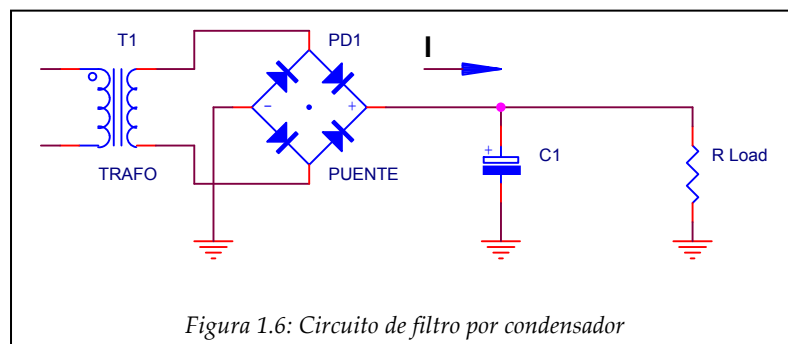 T1
PD1
I
-
+
TRAFO
PUENTE
+
C1
R Load
Figura 1.6: Circuito de filtro por condensador